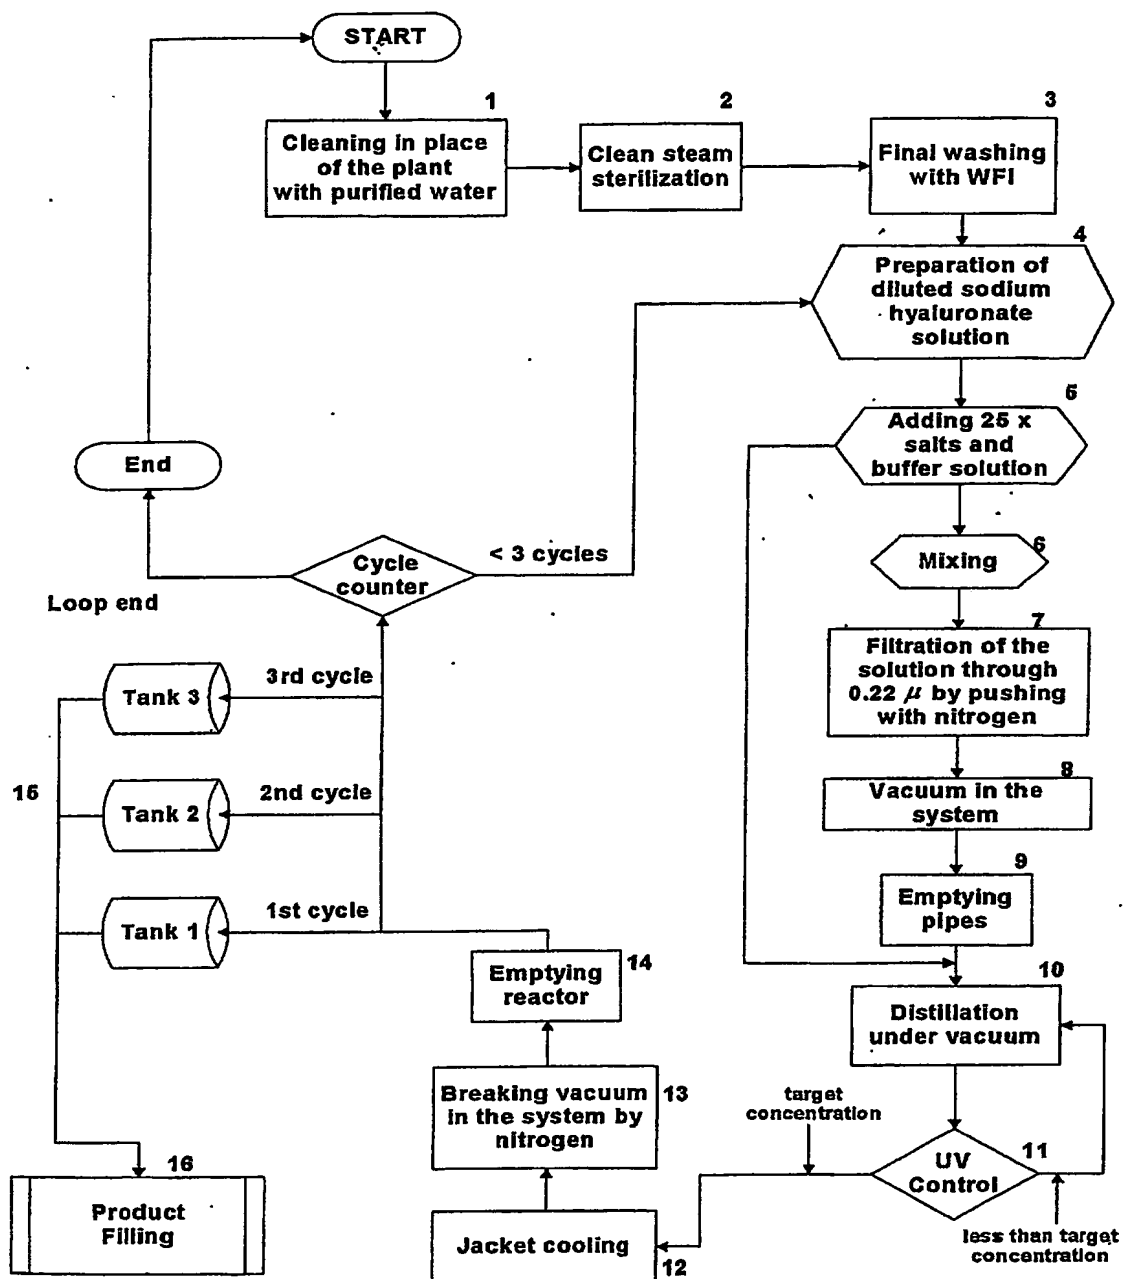 START
1
Cleaning in place
of the plant
with purified water
2
Clean steam
sterilization
3
Final washing
with WFI
4
Preparation of
diluted sodium
hyaluronate
solution
5
Adding 25 x
salts and
buffer solution
6
Mixing
7
Filtration of the
solution through
0.22 μ by pushing
with nitrogen
8
Vacuum in the
system
9
Emptying
pipes
10
Distillation
under vacuum
11
UV
Control
less than target
concentration
target
concentration
12
Jacket cooling
13
Breaking vacuum
in the system by
nitrogen
14
Emptying
reactor
1st cycle
Tank 1
2nd cycle
Tank 2
3rd cycle
Tank 3
15
Cycle
counter
< 3 cycles
Loop end
End
16
Product
Filling